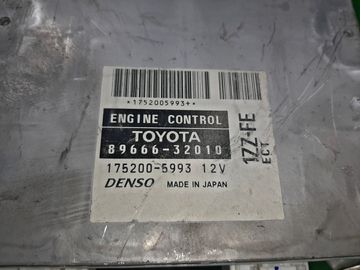 *1752005993*
ENGINE CONTROL
TOYOTA
89666-32010
175200-5993 12V
DENSO MADE IN JAPAN
1ZZ-FE
ECT